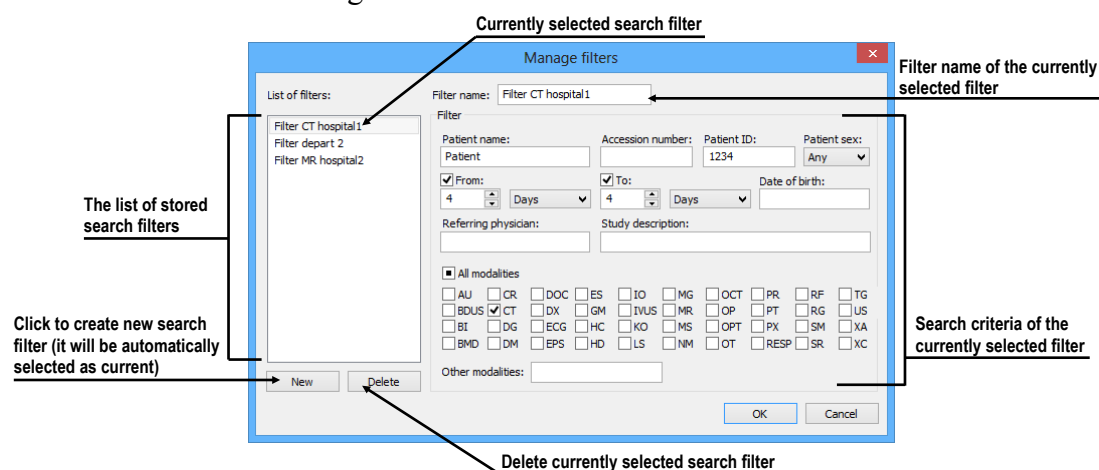 Currently selected search filter
Manage filters
Filter name of the currently
selected filter
List of filters:
Filter name: Filter CT hospital1
Filter
Filter CT hospital1
Filter depart 2
Filter MR hospital2
Patient name: Accession number: Patient ID: Patient sex:
Patient 1234 Any
From: To: Date of birth:
4 Days 4 Days
Referring physician: Study description:
The list of stored
search filters
All modalities
AU CR DOC ES IO MG OCT PR RF TG
BDUS CT DX GM IVUS MR OP PT RG US
BI DG ECG HC KO MS OPT PX SM XA
BMD DM EPS HD LS NM OT RESP SR XC
Other modalities:
Click to create new search
filter (it will be automatically
selected as current)
Search criteria of the
currently selected filter
New Delete
OK Cancel
Delete currently selected search filter